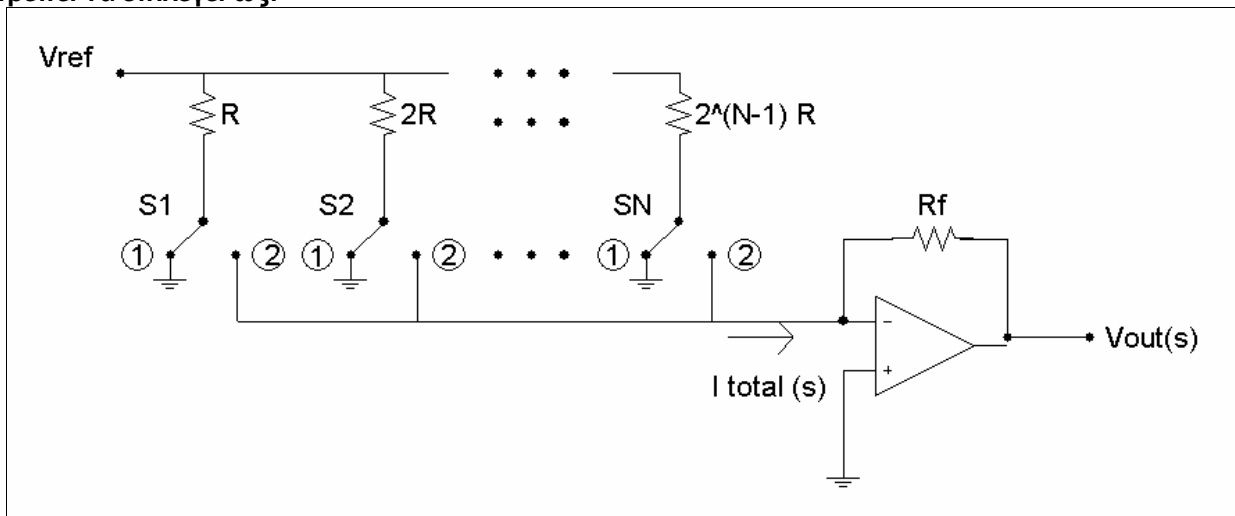 Vref
R
2R
2^(N-1) R
S1
S2
SN
Rf
1
2
1
2
1
2
-
+
Vout(s)
I total (s)